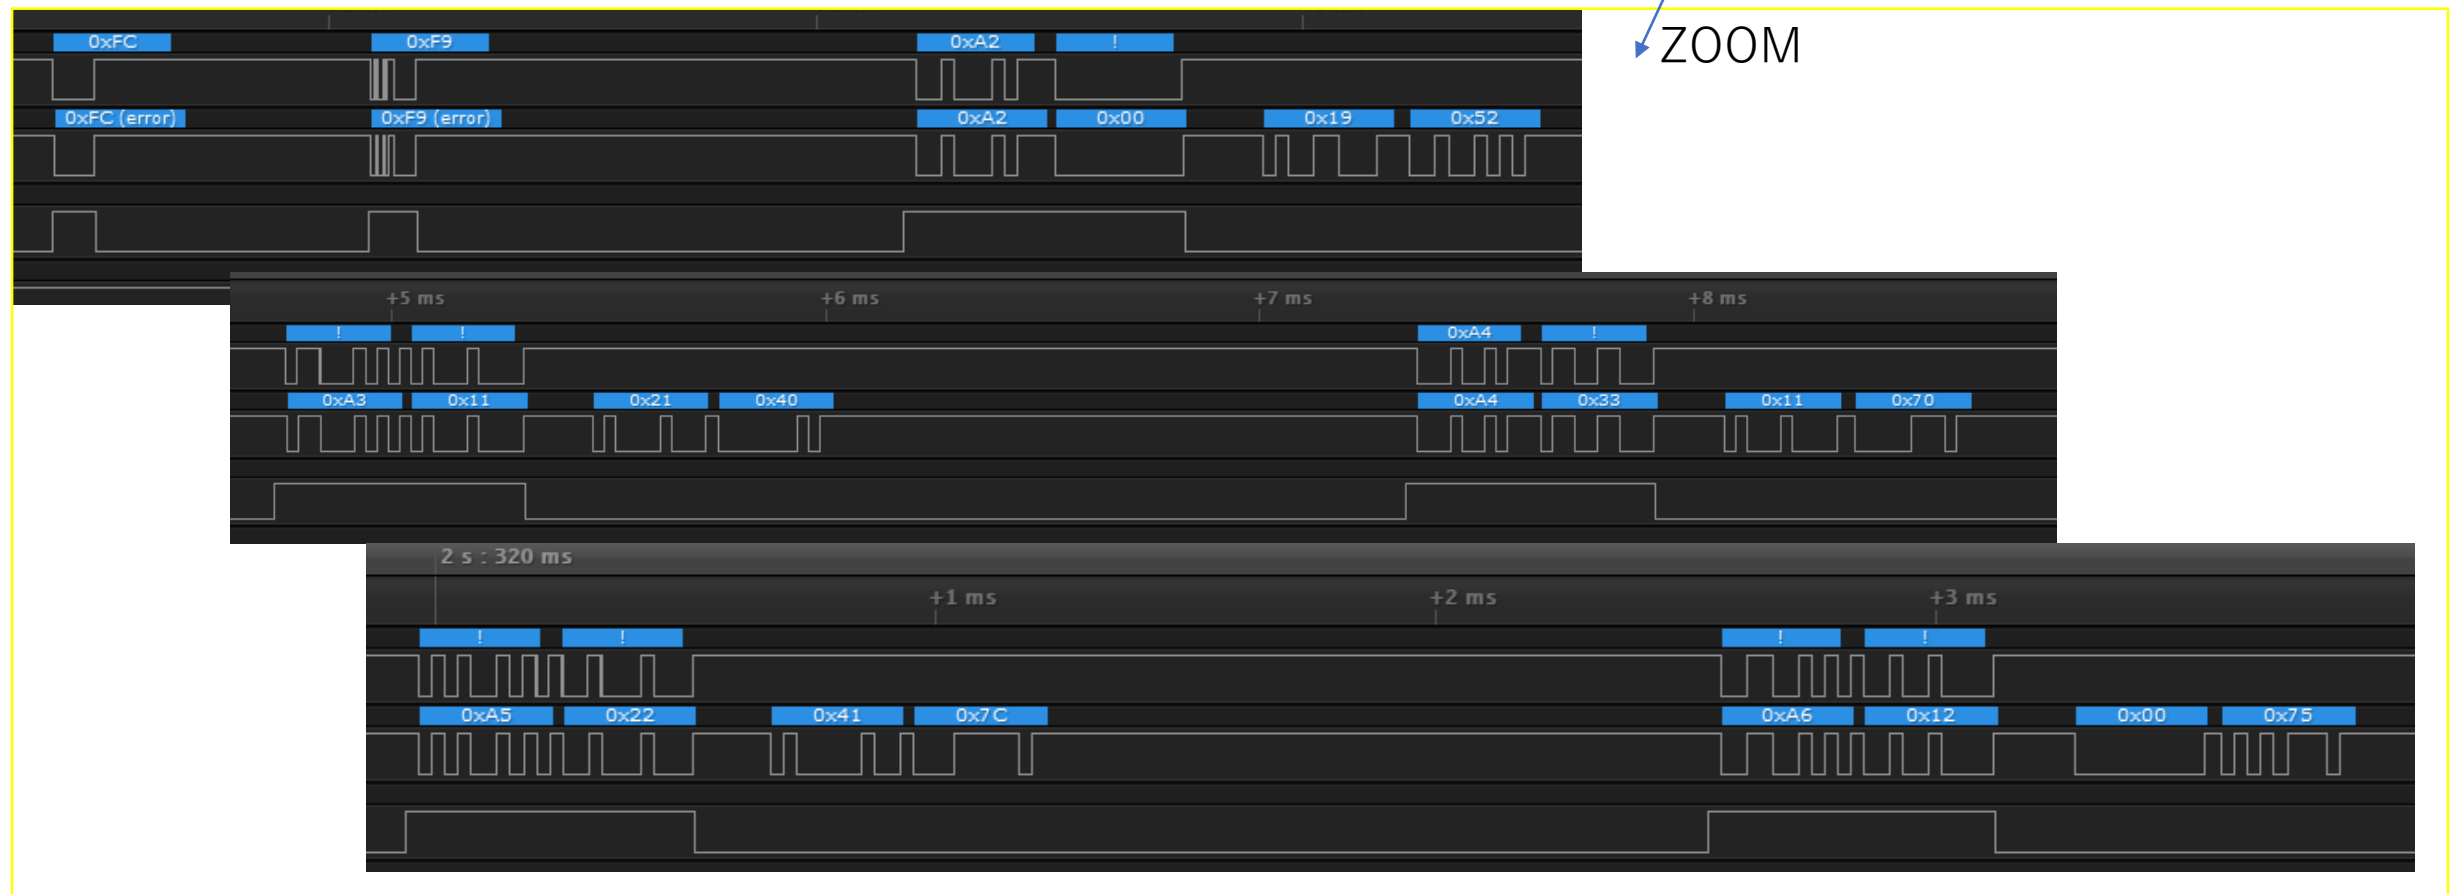 ZOOM
0xFC 0xF9 0xA2 !
0xFC (error) 0xF9 (error) 0xA2 0x00 0x19 0x52
+5 ms +6 ms +7 ms +8 ms
! ! 0xA4 !
0xA3 0x11 0x21 0x40 0xA4 0x33 0x11 0x70
2 s : 320 ms
+1 ms +2 ms +3 ms
! ! ! !
0xA5 0x22 0x41 0x7C 0xA6 0x12 0x00 0x75